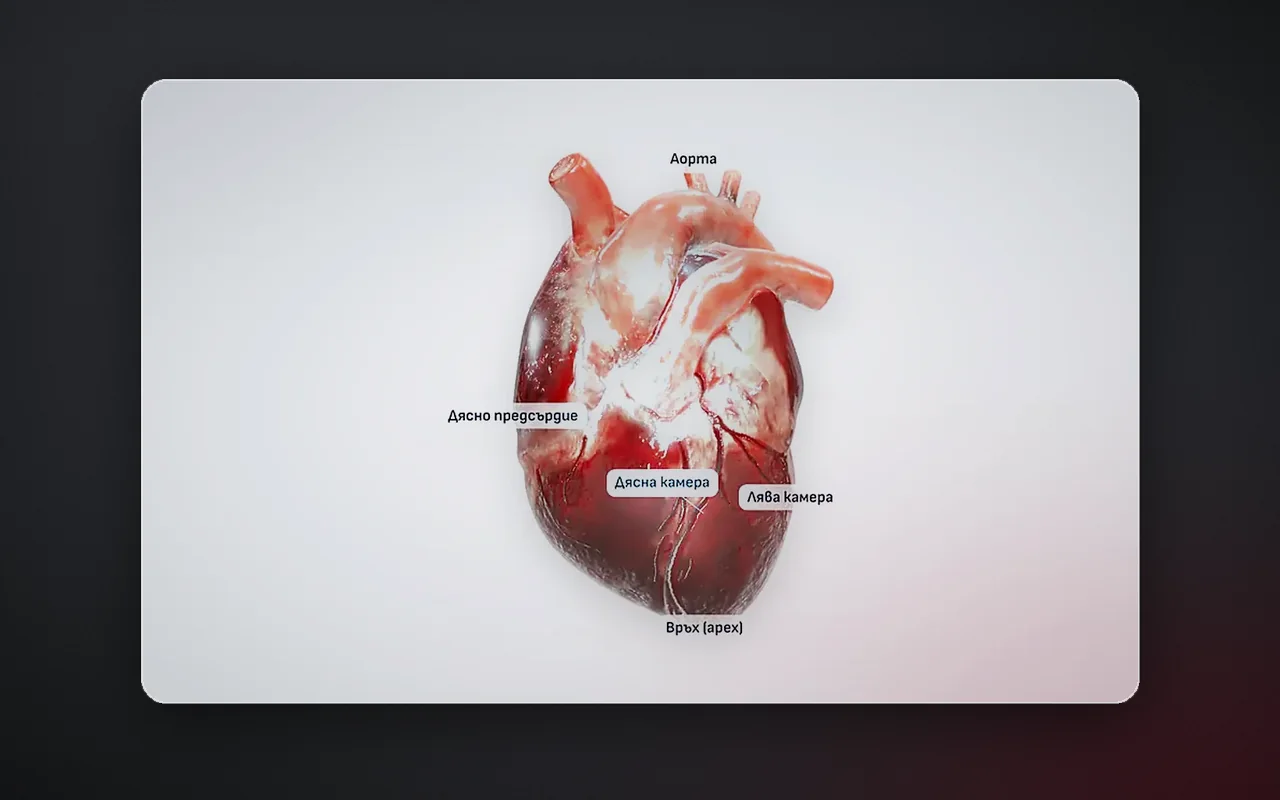 Аорта
Дясно предсърдие
Дясна камера
Лява камера
Връх (apex)